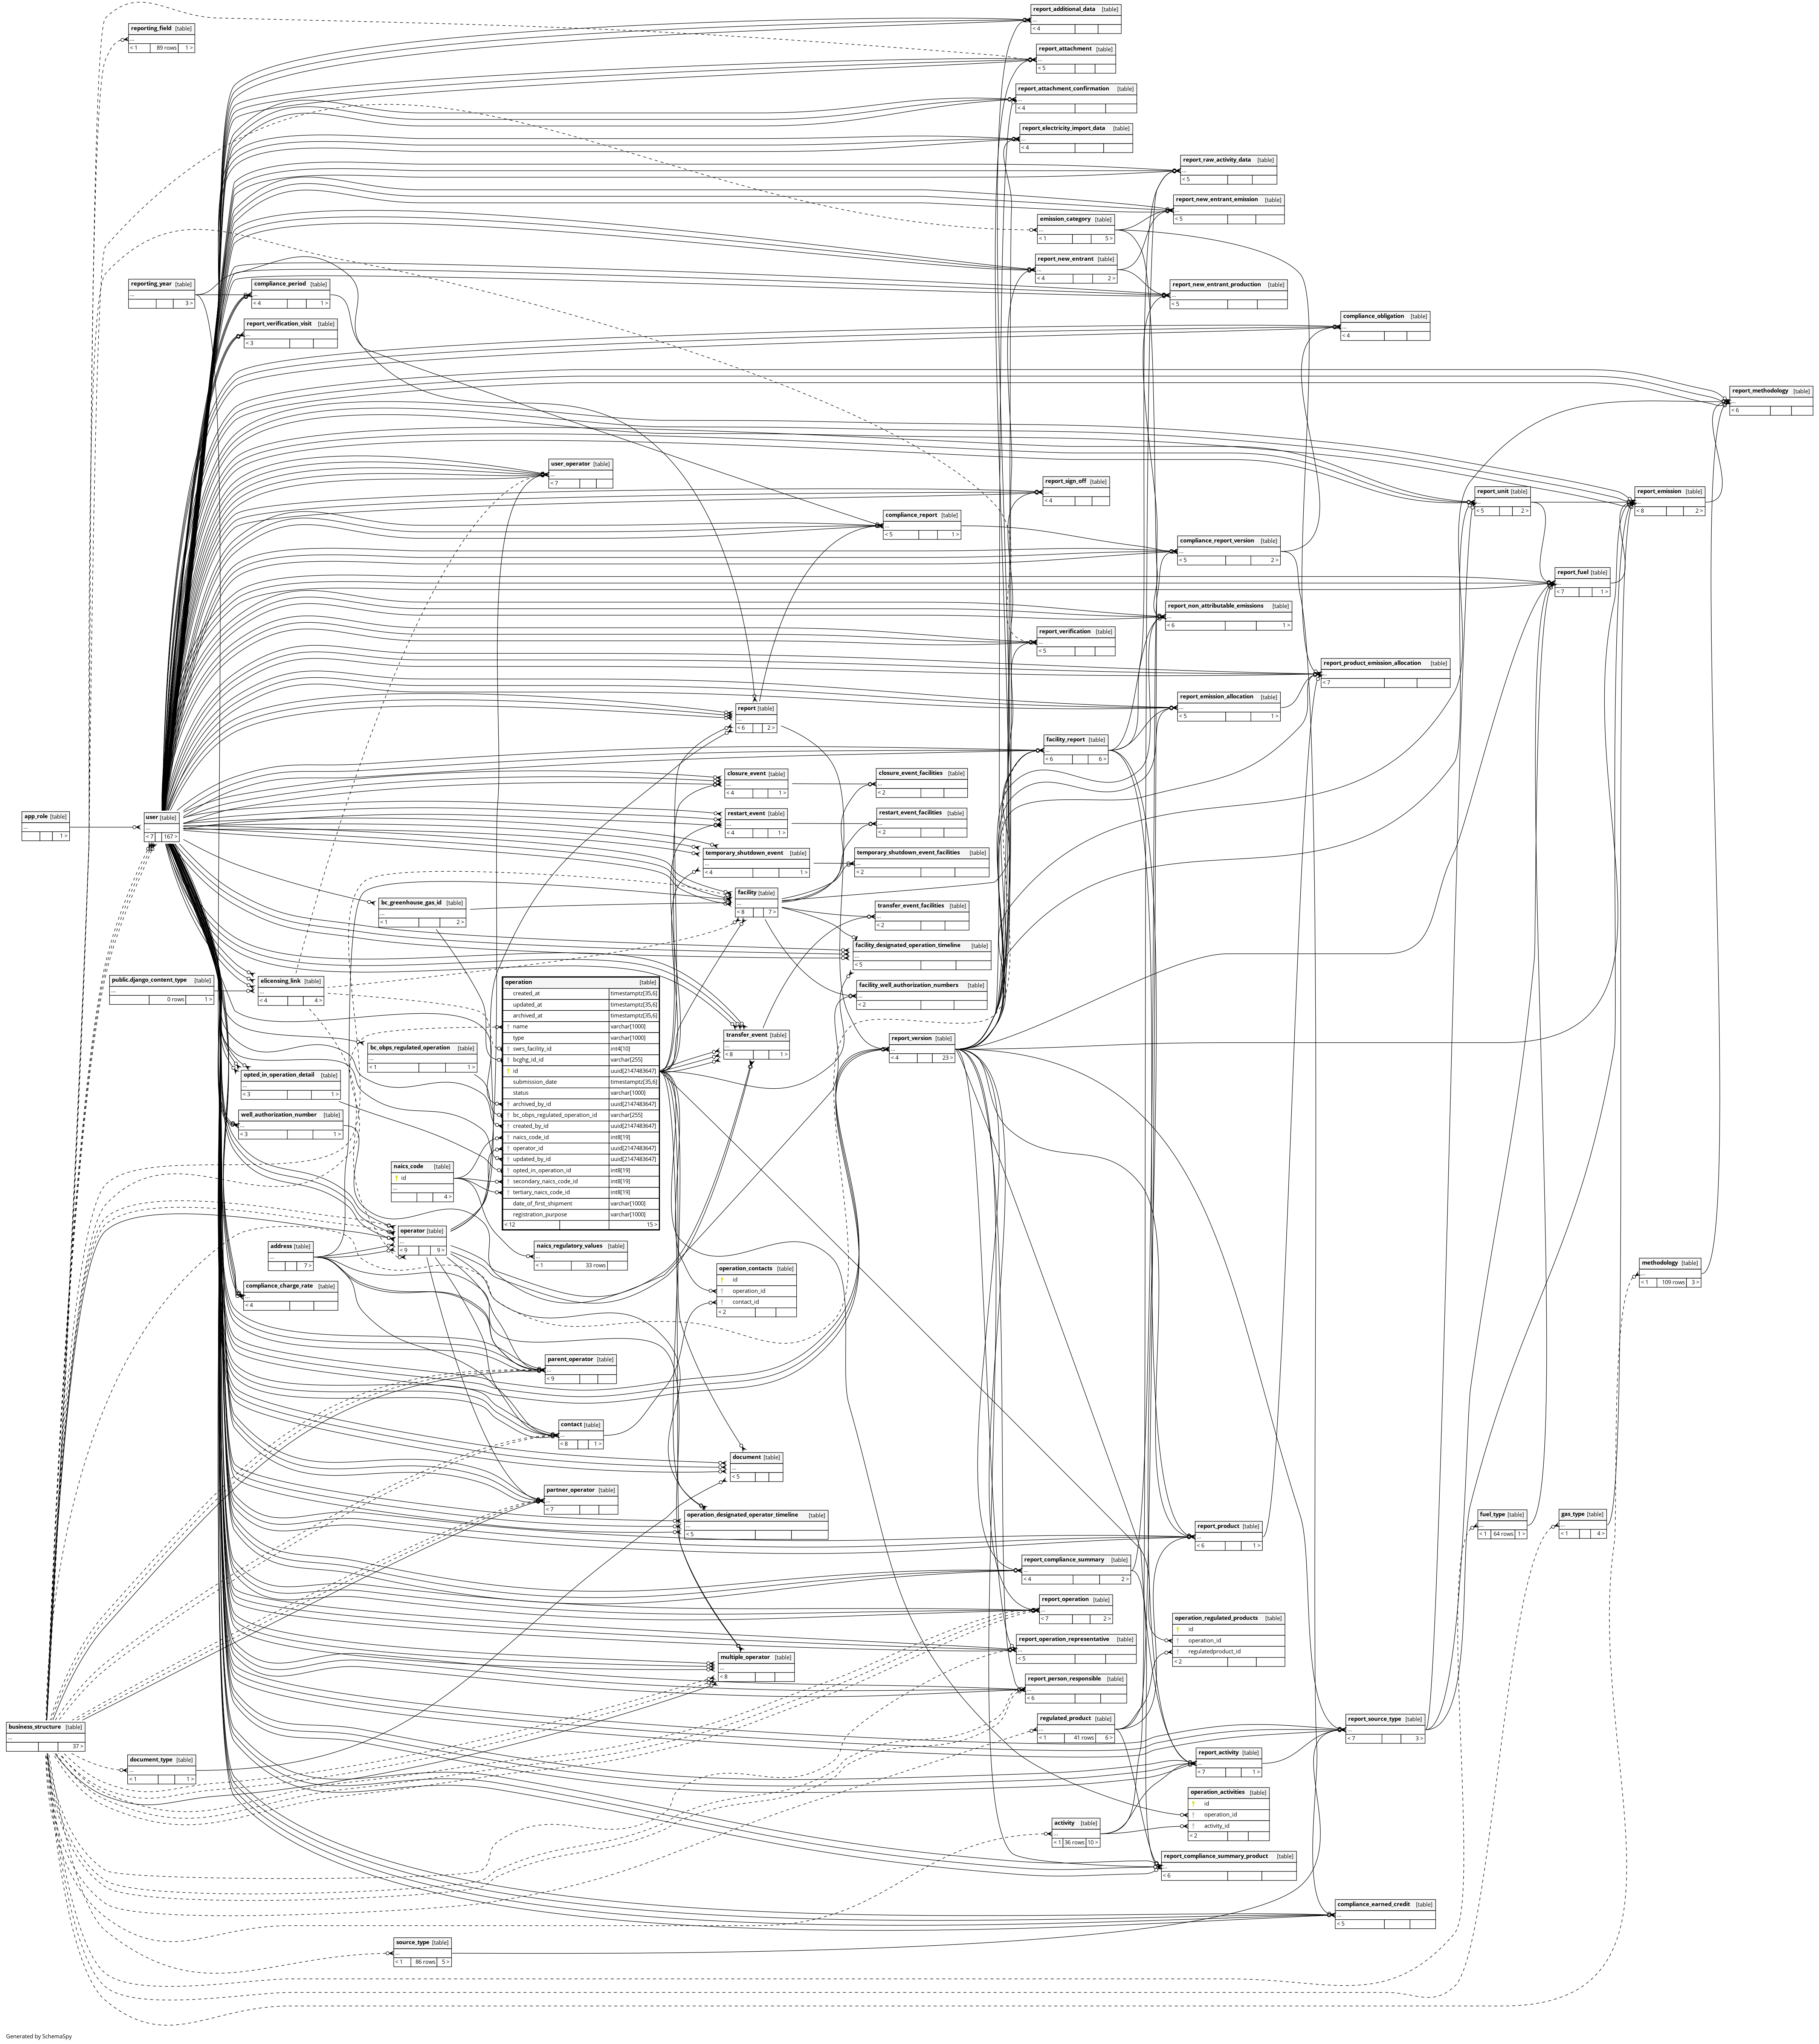 report_additional_data [table]
...
< 4
reporting_field [table]
...
< 1 89 rows 1 >
report_attachment [table]
...
< 5
report_attachment_confirmation [table]
...
< 4
report_electricity_import_data [table]
...
< 4
report_raw_activity_data [table]
...
< 5
report_new_entrant_emission [table]
...
< 5
emission_category [table]
...
< 1 5 >
report_new_entrant [table]
...
< 4 2 >
reporting_year [table]
...
3 >
compliance_period [table]
...
< 4 1 >
report_new_entrant_production [table]
...
< 5
report_verification_visit [table]
...
< 3
compliance_obligation [table]
...
< 4
report_methodology [table]
...
< 6
user_operator [table]
...
< 7
report_sign_off [table]
...
< 4
report_unit [table]
...
< 5 2 >
report_emission [table]
...
< 8 2 >
compliance_report [table]
...
< 5 1 >
compliance_report_version [table]
...
< 5 2 >
report_fuel [table]
...
< 7 1 >
report_non_attributable_emissions [table]
...
< 6 1 >
report_verification [table]
...
< 5
report_product_emission_allocation [table]
...
< 7
report_emission_allocation [table]
...
< 5 1 >
report [table]
...
< 6 2 >
facility_report [table]
...
< 6 6 >
closure_event [table]
...
< 4 1 >
closure_event_facilities [table]
...
< 2
app_role [table]
...
1 >
user [table]
...
< 7 167 >
restart_event [table]
...
< 4 1 >
restart_event_facilities [table]
...
< 2
temporary_shutdown_event [table]
...
< 4 1 >
temporary_shutdown_event_facilities [table]
...
< 2
facility [table]
...
< 8 7 >
bc_greenhouse_gas_id [table]
...
< 1 2 >
transfer_event_facilities [table]
...
< 2
facility_designated_operation_timeline [table]
...
< 5
public.django_content_type [table]
...
0 rows 1 >
elicensing_link [table]
...
< 4 4 >
facility_well_authorization_numbers [table]
...
< 2
operation [table]
created_at timestamptz[35,6]
updated_at timestamptz[35,6]
archived_at timestamptz[35,6]
name varchar[1000]
type varchar[1000]
swrs_facility_id int4[10]
bcghg_id_id varchar[255]
id uuid[2147483647]
submission_date timestamptz[35,6]
status varchar[1000]
archived_by_id uuid[2147483647]
bc_obps_regulated_operation_id varchar[255]
created_by_id uuid[2147483647]
naics_code_id int8[19]
operator_id uuid[2147483647]
updated_by_id uuid[2147483647]
opted_in_operation_id int8[19]
secondary_naics_code_id int8[19]
tertiary_naics_code_id int8[19]
date_of_first_shipment varchar[1000]
registration_purpose varchar[1000]
< 12 15 >
transfer_event [table]
...
< 8 1 >
report_version [table]
...
< 4 23 >
bc_obps_regulated_operation [table]
...
< 1 1 >
opted_in_operation_detail [table]
...
< 3 1 >
well_authorization_number [table]
...
< 3 1 >
naics_code [table]
id
...
4 >
operator [table]
...
< 9 9 >
address [table]
...
7 >
naics_regulatory_values [table]
...
< 1 33 rows
operation_contacts [table]
id
operation_id
contact_id
< 2
methodology [table]
...
< 1 109 rows 3 >
compliance_charge_rate [table]
...
< 4
parent_operator [table]
...
< 9
contact [table]
...
< 8 1 >
document [table]
...
< 5
partner_operator [table]
...
< 7
operation_designated_operator_timeline [table]
...
< 5
report_product [table]
...
< 6 1 >
fuel_type [table]
...
< 1 64 rows 1 >
gas_type [table]
...
< 1 4 >
report_compliance_summary [table]
...
< 4 2 >
report_operation [table]
...
< 7 2 >
operation_regulated_products [table]
id
operation_id
regulatedproduct_id
< 2
report_operation_representative [table]
...
< 5
multiple_operator [table]
...
< 8
report_person_responsible [table]
...
< 6
regulated_product [table]
...
< 1 41 rows 6 >
business_structure [table]
...
37 >
report_source_type [table]
...
< 7 3 >
document_type [table]
...
< 1 1 >
report_activity [table]
...
< 7 1 >
operation_activities [table]
id
operation_id
activity_id
< 2
activity [table]
...
< 1 36 rows 10 >
report_compliance_summary_product [table]
...
< 6
compliance_earned_credit [table]
...
< 5
source_type [table]
...
< 1 86 rows 5 >
Generated by SchemaSpy